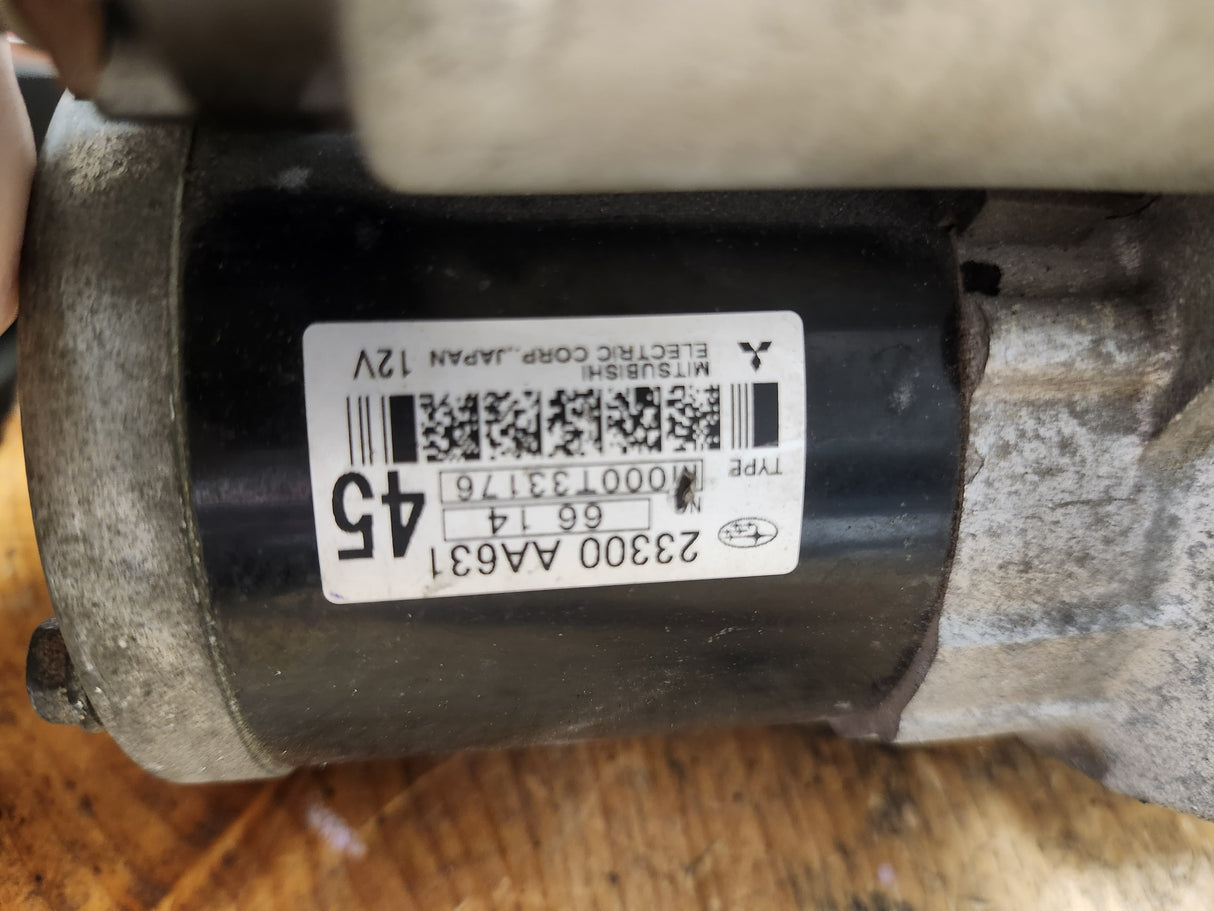 23300 AA631
No 66 14
TYPE M000T33176
45
MITSUBISHI
ELECTRIC CORP., JAPAN 12V